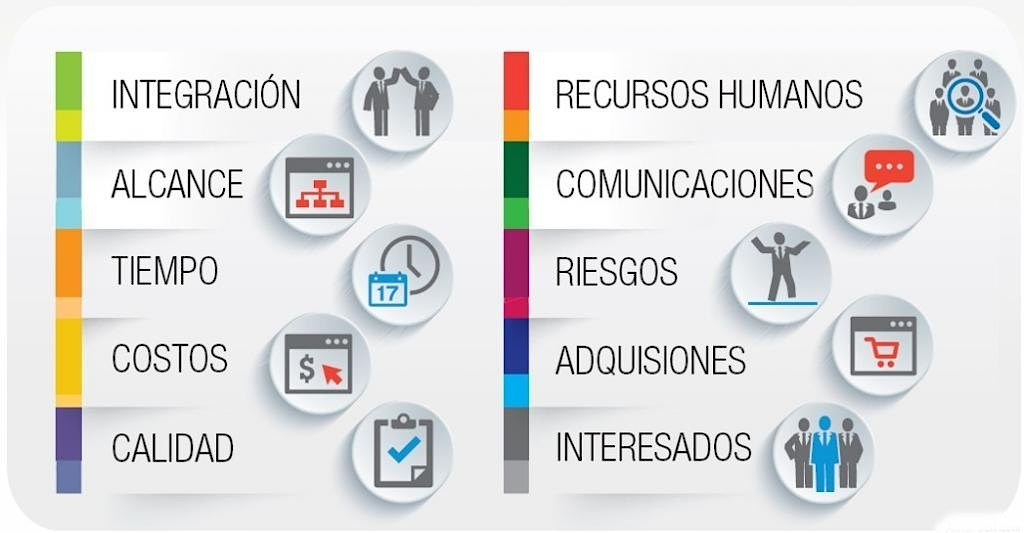 INTEGRACIÓN
ALCANCE
TIEMPO
17
COSTOS
$
CALIDAD
RECURSOS HUMANOS
COMUNICACIONES
RIESGOS
ADQUISIONES
INTERESADOS